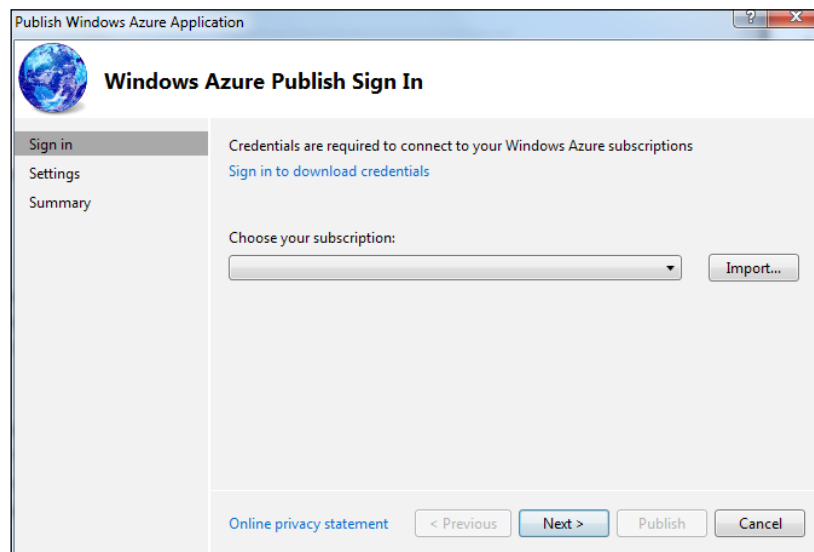 Publish Windows Azure Application
?
Windows Azure Publish Sign In
Sign in
Settings
Summary
Credentials are required to connect to your Windows Azure subscriptions
Sign in to download credentials
Choose your subscription:
Import...
Online privacy statement
< Previous
Next >
Publish
Cancel